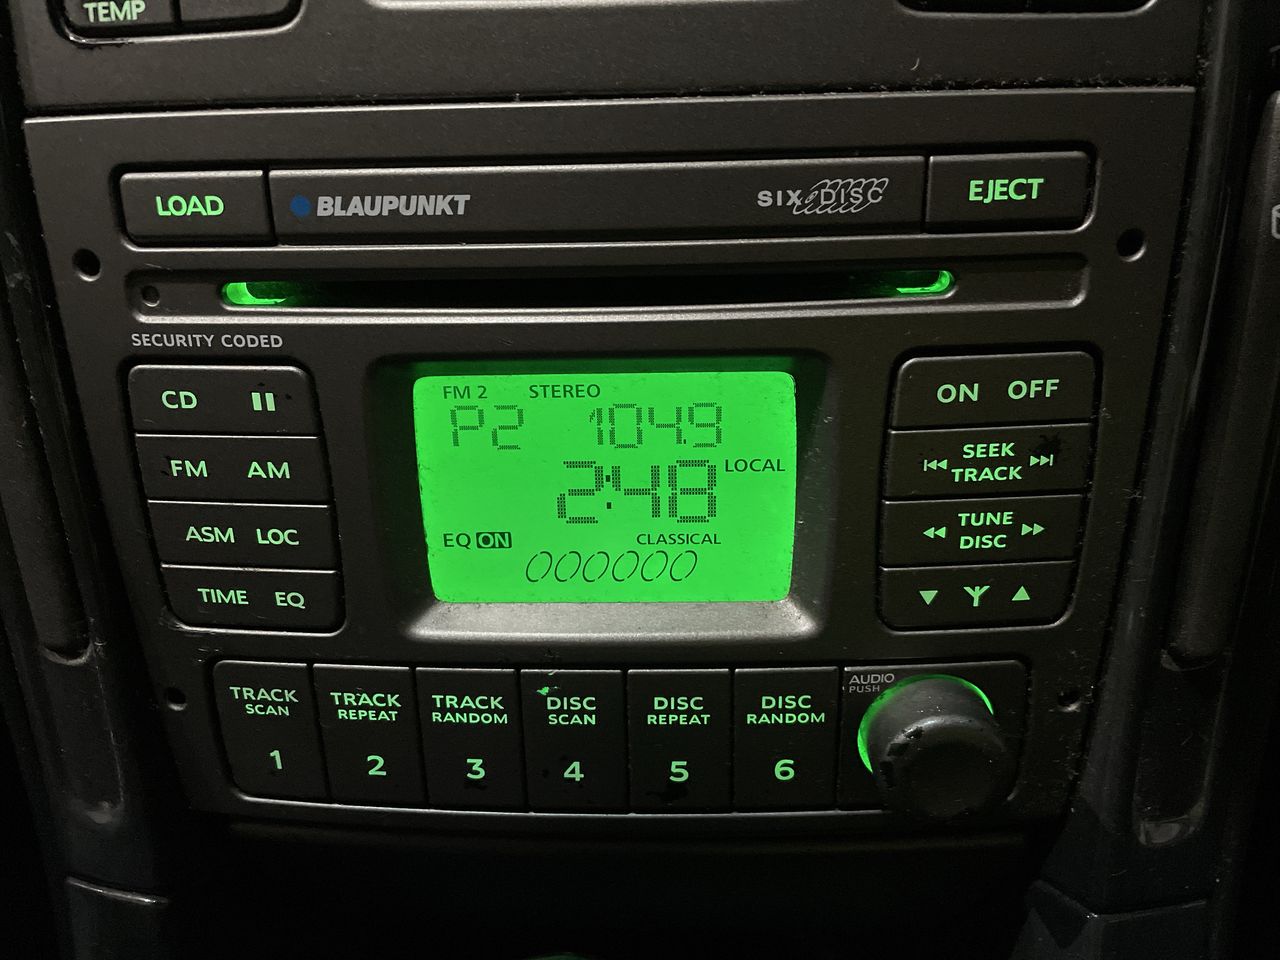 TEMP
LOAD BLAUPUNKT SIX DISC EJECT
SECURITY CODED
CD
FM AM
ASM LOC
TIME EQ
FM 2 STEREO
P2 104.9
LOCAL
2:48
EQ ON CLASSICAL
000000
ON OFF
SEEK
TRACK
TUNE
DISC
TRACK SCAN 1
TRACK REPEAT 2
TRACK RANDOM 3
DISC SCAN 4
DISC REPEAT 5
DISC RANDOM 6
AUDIO
PUSH